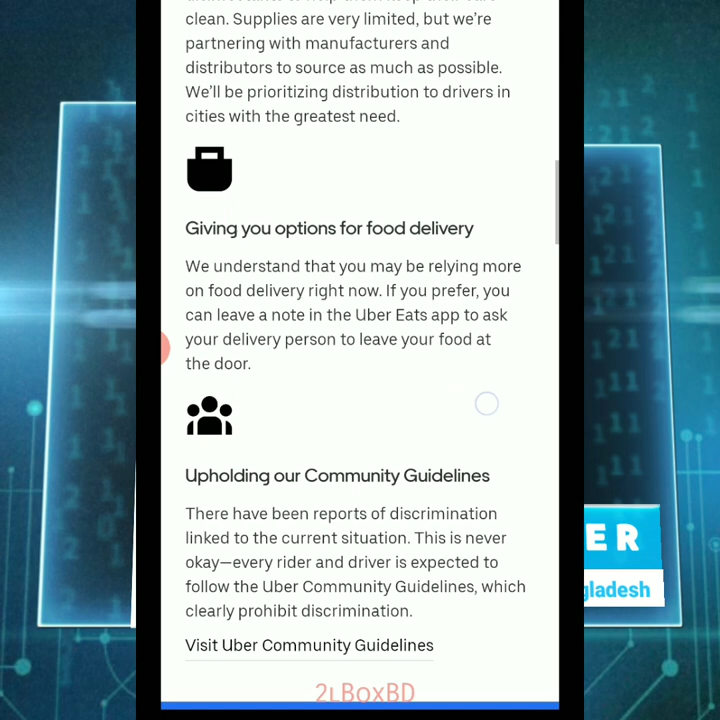 clean. Supplies are very limited, but we're
partnering with manufacturers and
distributors to source as much as possible.
We'll be prioritizing distribution to drivers in
cities with the greatest need.
Giving you options for food delivery
We understand that you may be relying more
on food delivery right now. If you prefer, you
can leave a note in the Uber Eats app to ask
your delivery person to leave your food at
the door.
Upholding our Community Guidelines
There have been reports of discrimination
linked to the current situation. This is never
okay—every rider and driver is expected to
follow the Uber Community Guidelines, which
clearly prohibit discrimination.
Visit Uber Community Guidelines
2LBoxBD
ER
gladesh